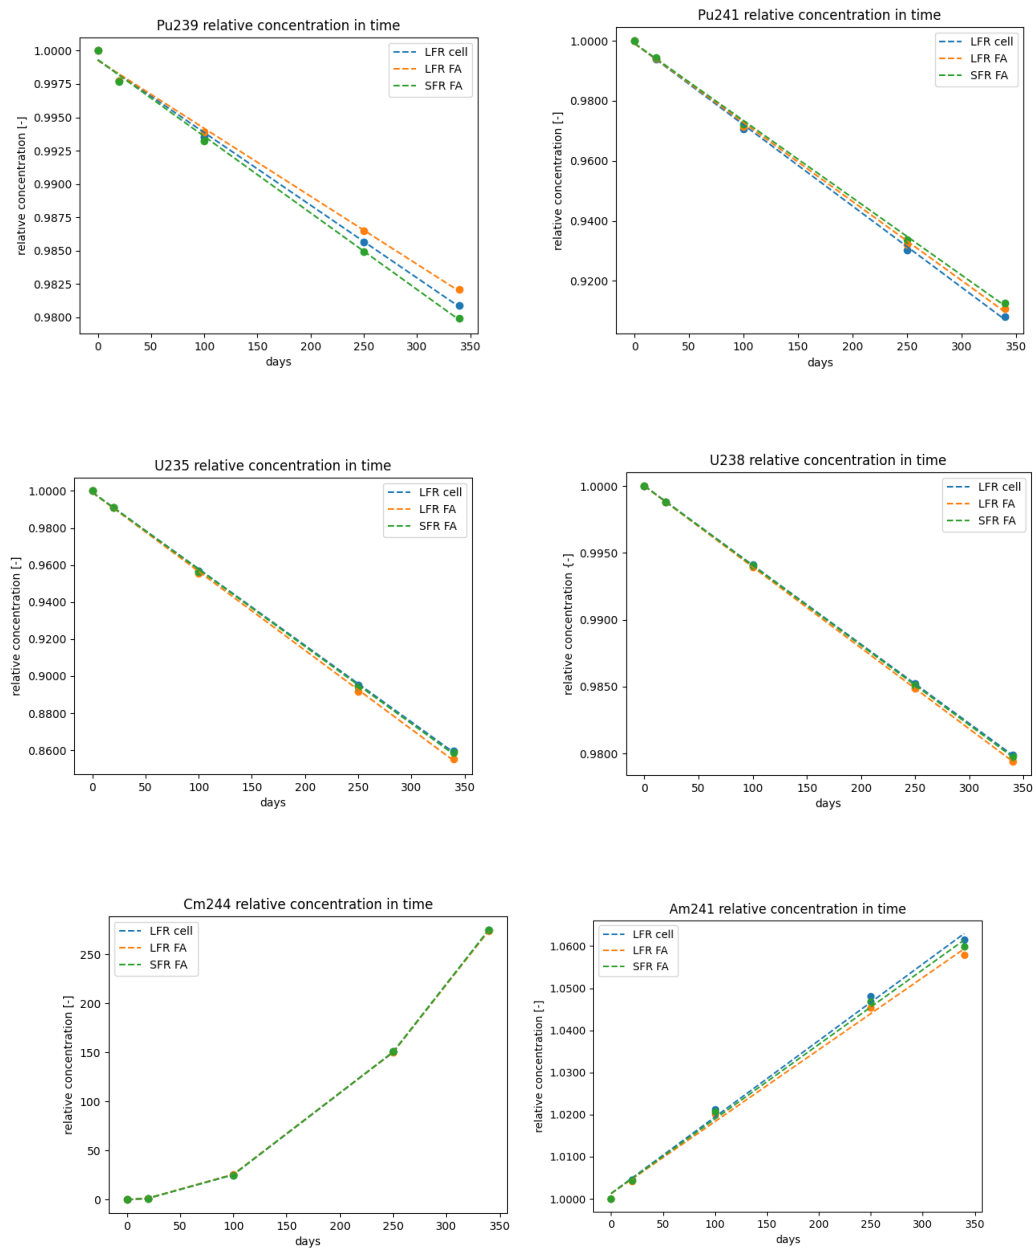 Pu239 relative concentration in time
1.0000
0.9975
0.9950
0.9925
0.9900
0.9875
0.9850
0.9825
0.9800
relative concentration [-]
LFR cell
LFR FA
SFR FA
0 50 100 150 200 250 300 350
days
Pu241 relative concentration in time
1.0000
0.9800
0.9600
0.9400
0.9200
relative concentration [-]
LFR cell
LFR FA
SFR FA
0 50 100 150 200 250 300 350
days
U235 relative concentration in time
1.0000
0.9800
0.9600
0.9400
0.9200
0.9000
0.8800
0.8600
relative concentration [-]
LFR cell
LFR FA
SFR FA
0 50 100 150 200 250 300 350
days
U238 relative concentration in time
1.0000
0.9950
0.9900
0.9850
0.9800
relative concentration {-]
LFR cell
LFR FA
SFR FA
0 50 100 150 200 250 300 350
days
Cm244 relative concentration in time
250
200
150
100
50
0
relative concentration [-]
LFR cell
LFR FA
SFR FA
0 50 100 150 200 250 300 350
days
Am241 relative concentration in time
1.0600
1.0500
1.0400
1.0300
1.0200
1.0100
1.0000
relative concentration [-]
LFR cell
LFR FA
SFR FA
0 50 100 150 200 250 300 350
days